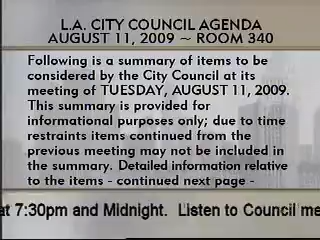 L.A. CITY COUNCIL AGENDA
AUGUST 11, 2009 ~ ROOM 340
Following is a summary of items to be
considered by the City Council at its
meeting of TUESDAY, AUGUST 11, 2009.
This summary is provided for
informational purposes only; due to time
restraints items continued from the
previous meeting may not be included in
the summary. Detailed information relative
to the items - continued next page -
at 7:30pm and Midnight. Listen to Council me